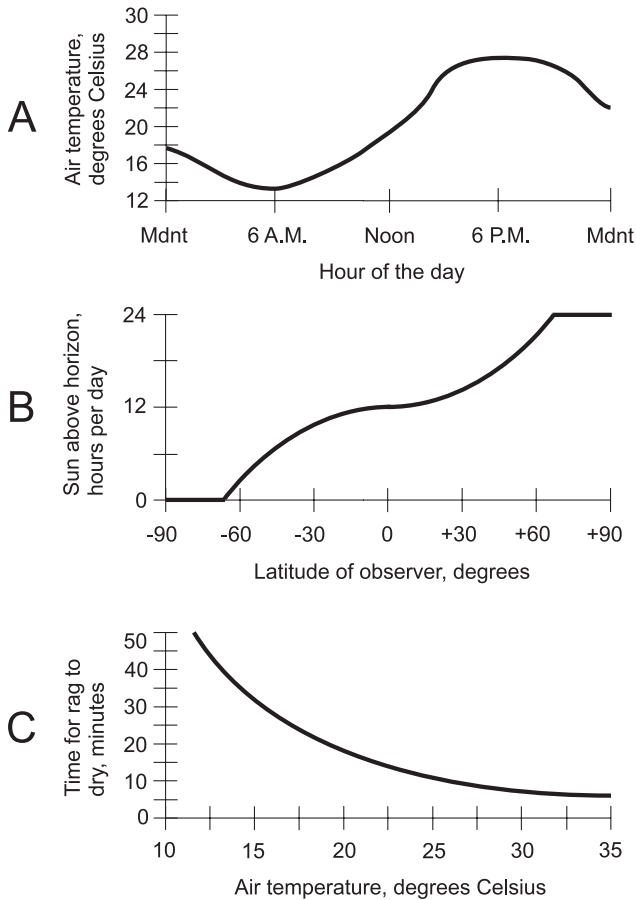 A
Air temperature,
degrees Celsius
30
28
24
20
16
12
Mdnt
6 A.M.
Noon
6 P.M.
Mdnt
Hour of the day
B
Sun above horizon,
hours per day
24
12
0
-90
-60
-30
0
+30
+60
+90
Latitude of observer, degrees
C
Time for rag to
dry, minutes
50
40
30
20
10
0
10
15
20
25
30
35
Air temperature, degrees Celsius